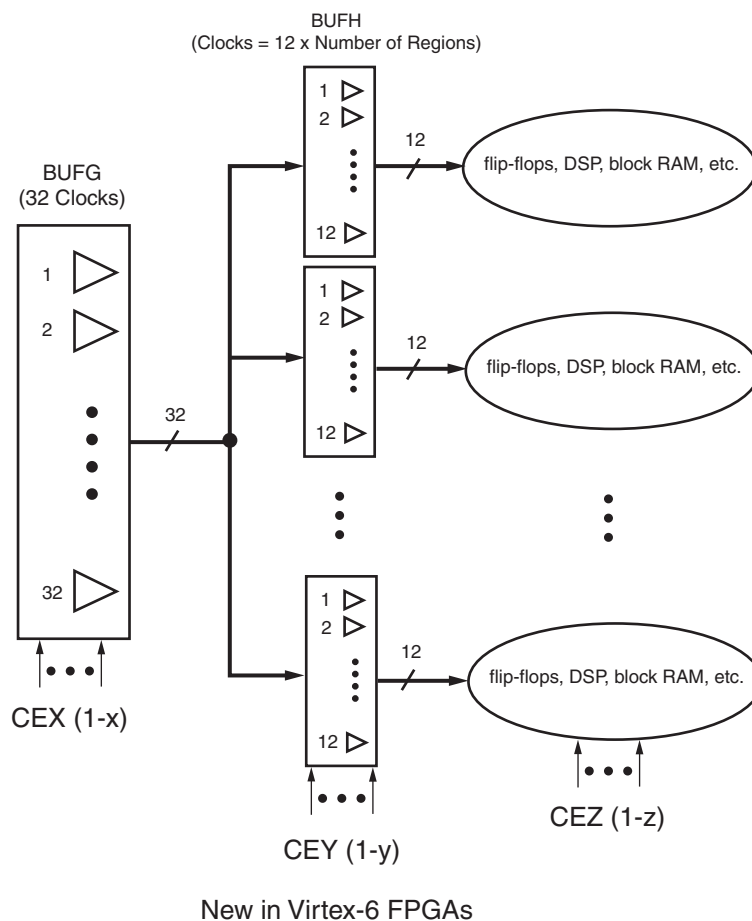 BUFH
(Clocks = 12 x Number of Regions)
BUFG
(32 Clocks)
1
2
32
32
CEX (1-x)
1
2
12
12
flip-flops, DSP, block RAM, etc.
1
2
12
12
flip-flops, DSP, block RAM, etc.
1
2
12
12
flip-flops, DSP, block RAM, etc.
CEY (1-y)
CEZ (1-z)
New in Virtex-6 FPGAs